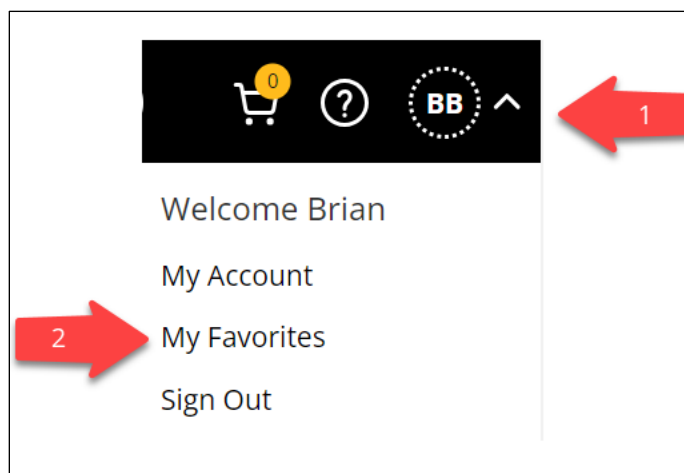 0
? BB 1
Welcome Brian
My Account
2 My Favorites
Sign Out